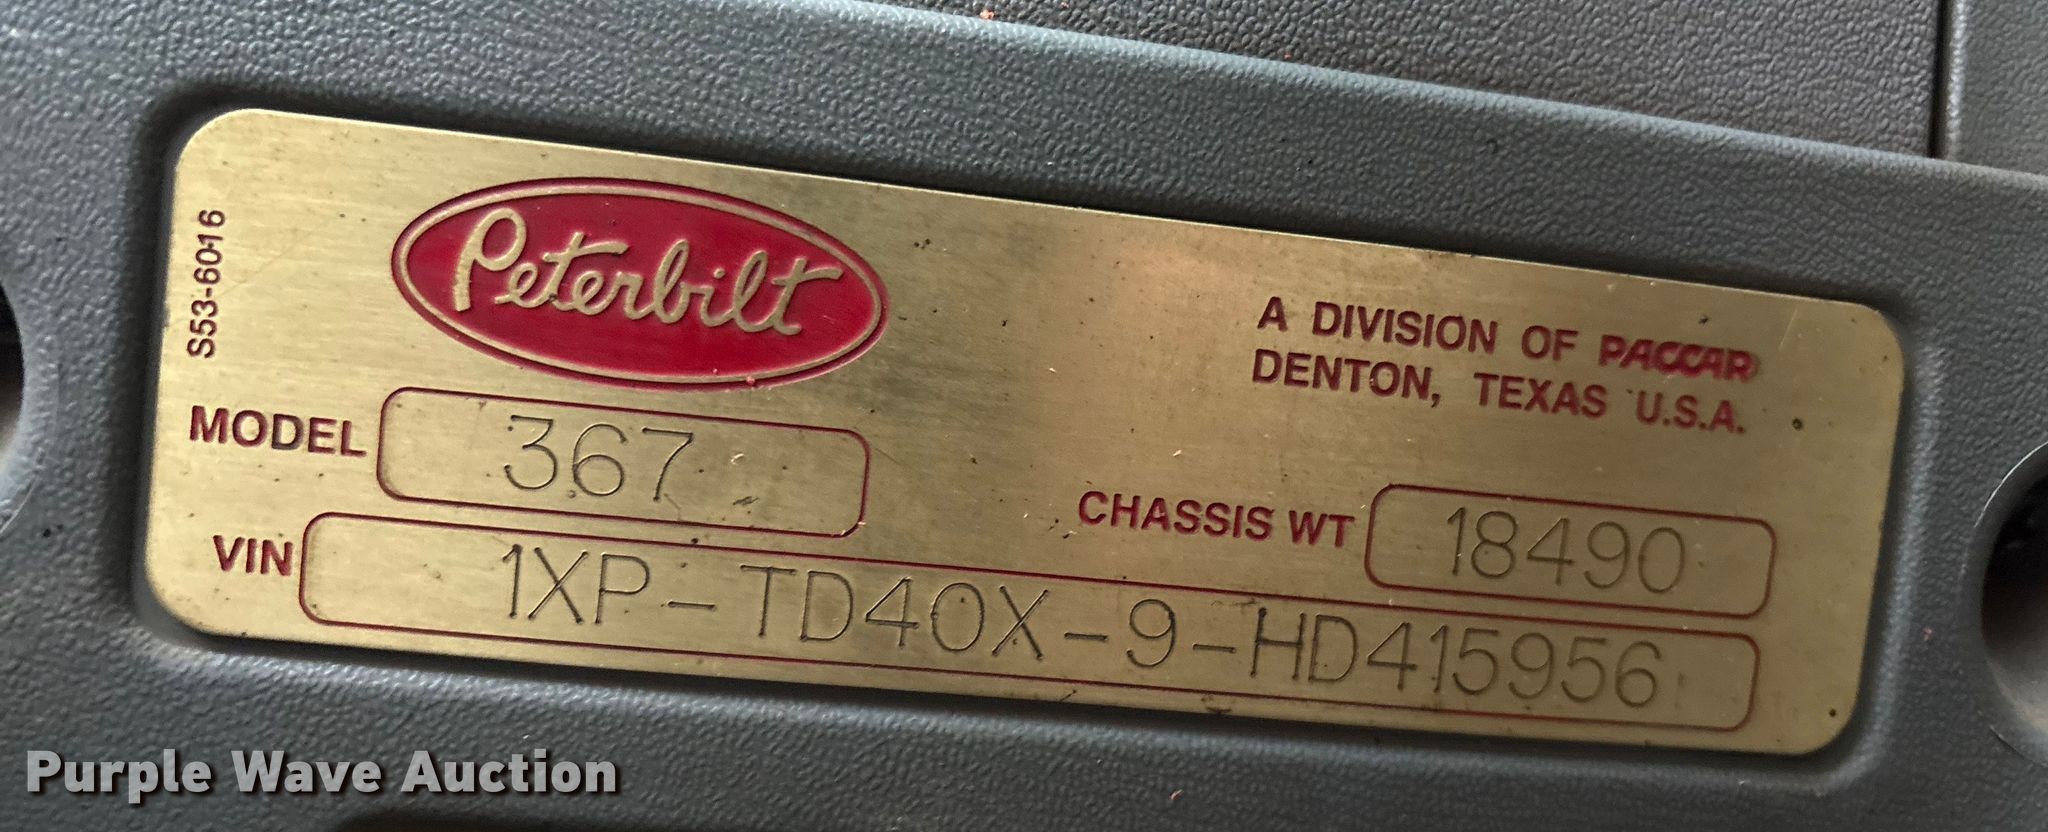 S53-6016
Peterbilt
A DIVISION OF PACCAR
DENTON, TEXAS U.S.A.
MODEL 367
CHASSIS WT 18490
VIN 1XP-TD40X-9-HD415956
Purple Wave Auction